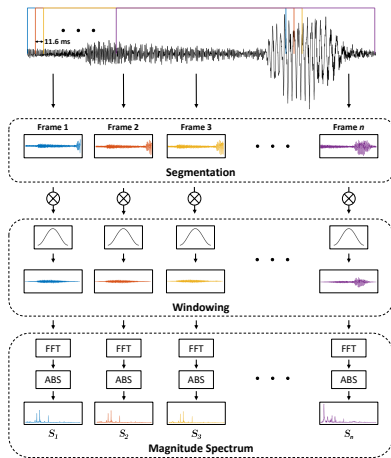 11.6 ms
Frame 1 Frame 2 Frame 3 Frame n
Segmentation
Windowing
FFT FFT FFT FFT
ABS ABS ABS ABS
S₁ S₂ S₃ Sₙ
Magnitude Spectrum